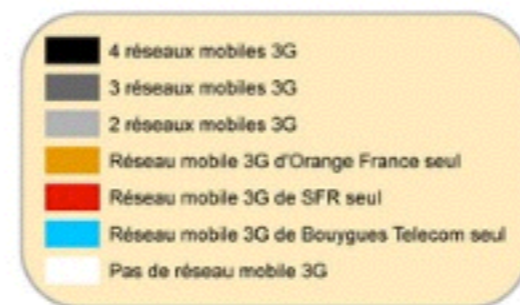 4 réseaux mobiles 3G
3 réseaux mobiles 3G
2 réseaux mobiles 3G
Réseau mobile 3G d'Orange France seul
Réseau mobile 3G de SFR seul
Réseau mobile 3G de Bouygues Telecom seul
Pas de réseau mobile 3G